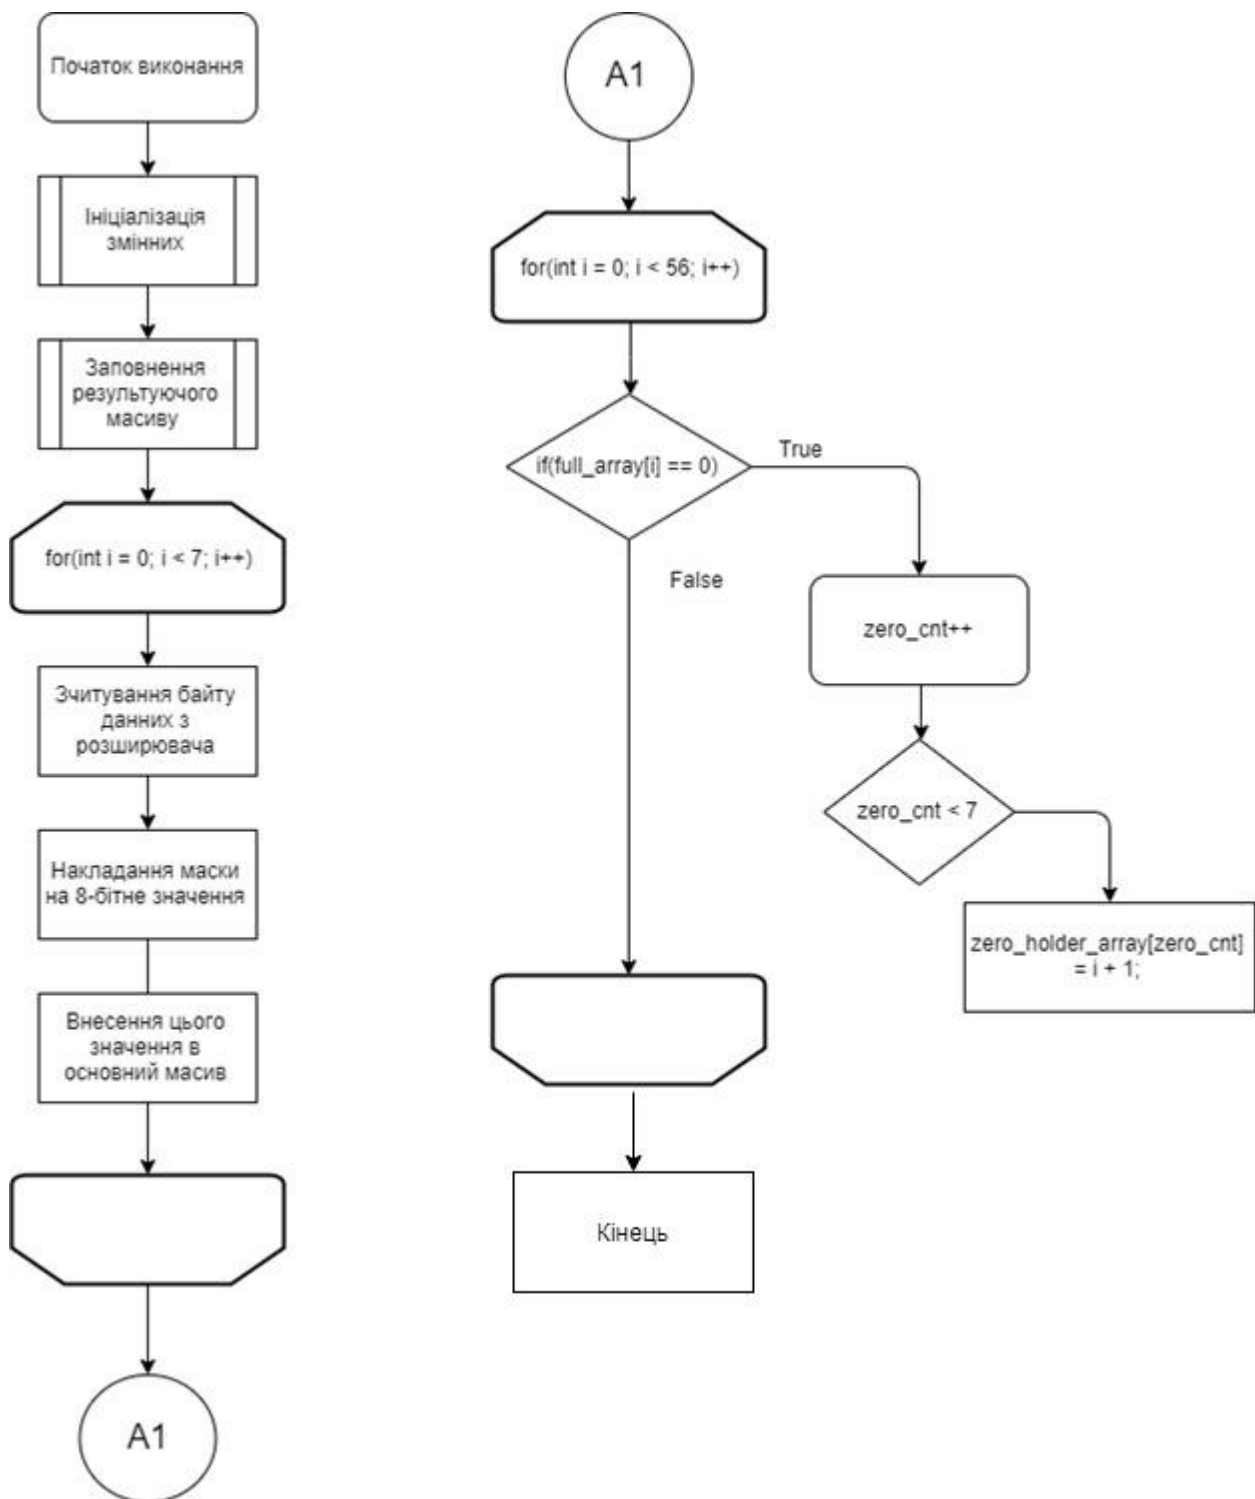 Початок виконання
Ініціалізація
змінних
Заповнення
результуючого
масиву
for(int i = 0; i < 7; i++)
Зчитування байту
данних з
розширювача
Накладання маски
на 8-бітне значення
Внесення цього
значення в
основний масив
A1
A1
for(int i = 0; i < 56; i++)
if(full_array[i] == 0)
True
False
zero_cnt++
zero_cnt < 7
zero_holder_array[zero_cnt]
= i + 1;
Кінець